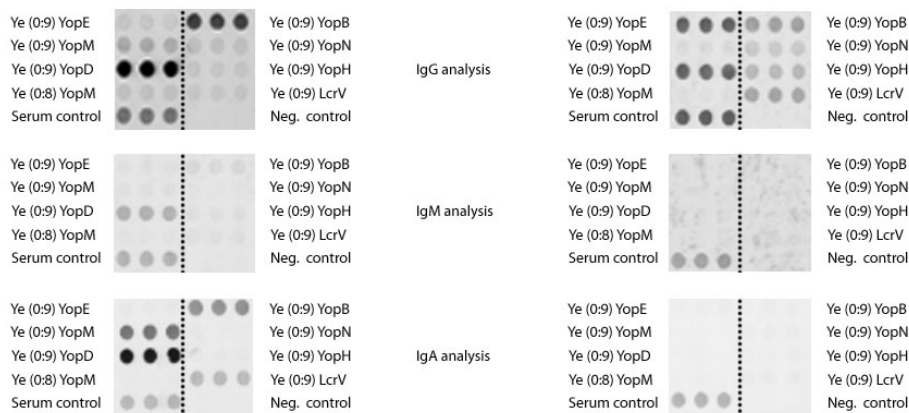 Ye (0:9) YopE Ye (0:9) YopB Ye (0:9) YopE Ye (0:9) YopB
Ye (0:9) YopM Ye (0:9) YopN Ye (0:9) YopM Ye (0:9) YopN
Ye (0:9) YopD Ye (0:9) YopH IgG analysis Ye (0:9) YopD Ye (0:9) YopH
Ye (0:8) YopM Ye (0:9) LcrV Ye (0:8) YopM Ye (0:9) LcrV
Serum control Neg. control Serum control Neg. control
Ye (0:9) YopE Ye (0:9) YopB Ye (0:9) YopE Ye (0:9) YopB
Ye (0:9) YopM Ye (0:9) YopN Ye (0:9) YopM Ye (0:9) YopN
Ye (0:9) YopD Ye (0:9) YopH IgM analysis Ye (0:9) YopD Ye (0:9) YopH
Ye (0:8) YopM Ye (0:9) LcrV Ye (0:8) YopM Ye (0:9) LcrV
Serum control Neg. control Serum control Neg. control
Ye (0:9) YopE Ye (0:9) YopB Ye (0:9) YopE Ye (0:9) YopB
Ye (0:9) YopM Ye (0:9) YopN Ye (0:9) YopM Ye (0:9) YopN
Ye (0:9) YopD Ye (0:9) YopH IgA analysis Ye (0:9) YopD Ye (0:9) YopH
Ye (0:8) YopM Ye (0:9) LcrV Ye (0:8) YopM Ye (0:9) LcrV
Serum control Neg. control Serum control Neg. control